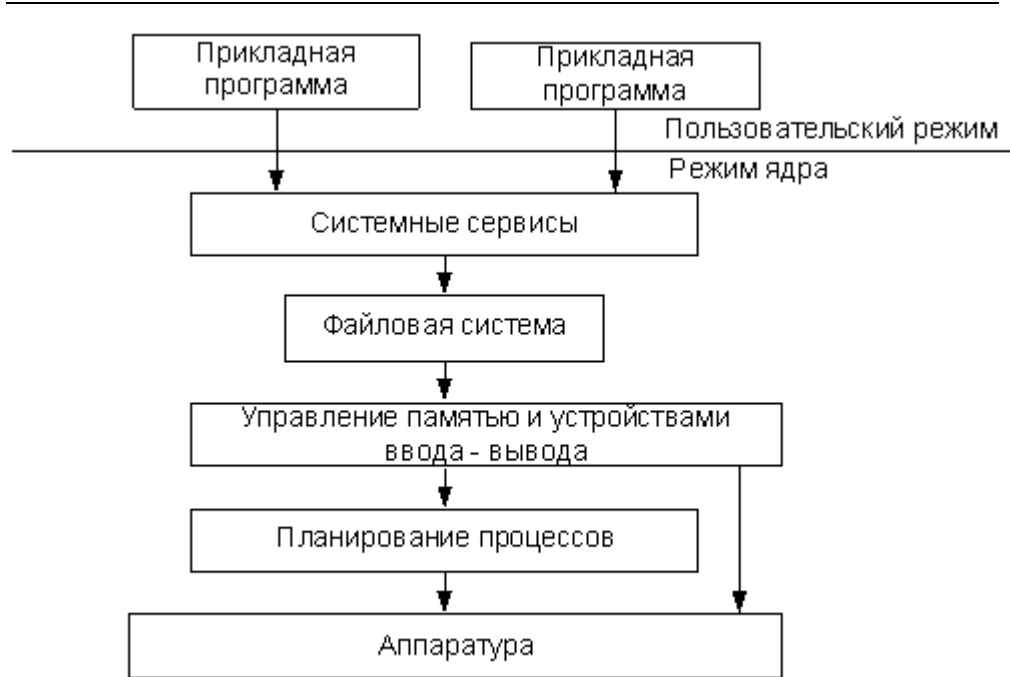 Прикладная
программа
Прикладная
программа
Пользовательский режим
Режим ядра
Системные сервисы
Файловая система
Управление памятью и устройствами
ввода - вывода
Планирование процессов
Аппаратура